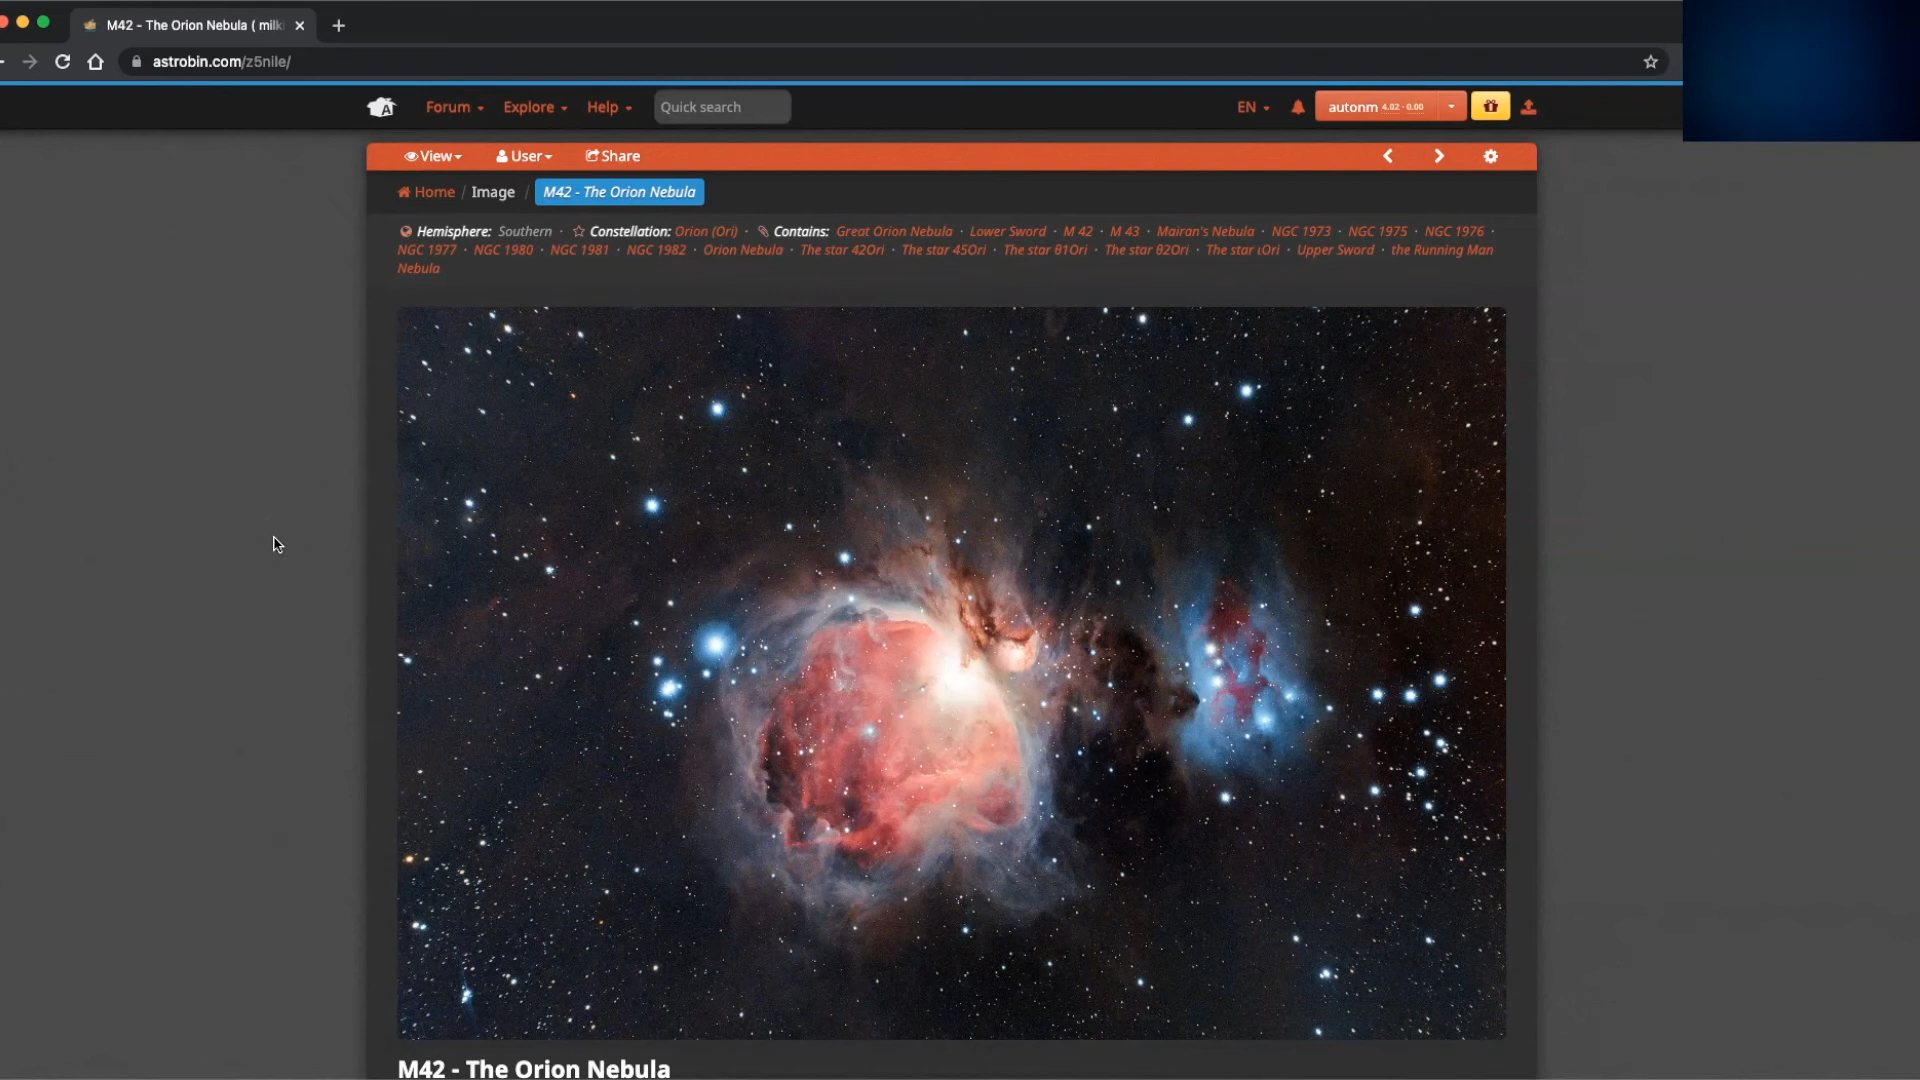 M42 - The Orion Nebula ( milk
astrobin.com/z5nile/
A Forum Explore Help Quick search EN autonm 4.02 - 0.00
View User Share
Home / Image / M42 - The Orion Nebula
Hemisphere: Southern · Constellation: Orion (Ori) · Contains: Great Orion Nebula · Lower Sword · M 42 · M 43 · Mairan's Nebula · NGC 1973 · NGC 1975 · NGC 1976 ·
NGC 1977 · NGC 1980 · NGC 1981 · NGC 1982 · Orion Nebula · The star 42Ori · The star 45Ori · The star θ1Ori · The star θ2Ori · The star ιOri · Upper Sword · the Running Man
Nebula
M42 - The Orion Nebula